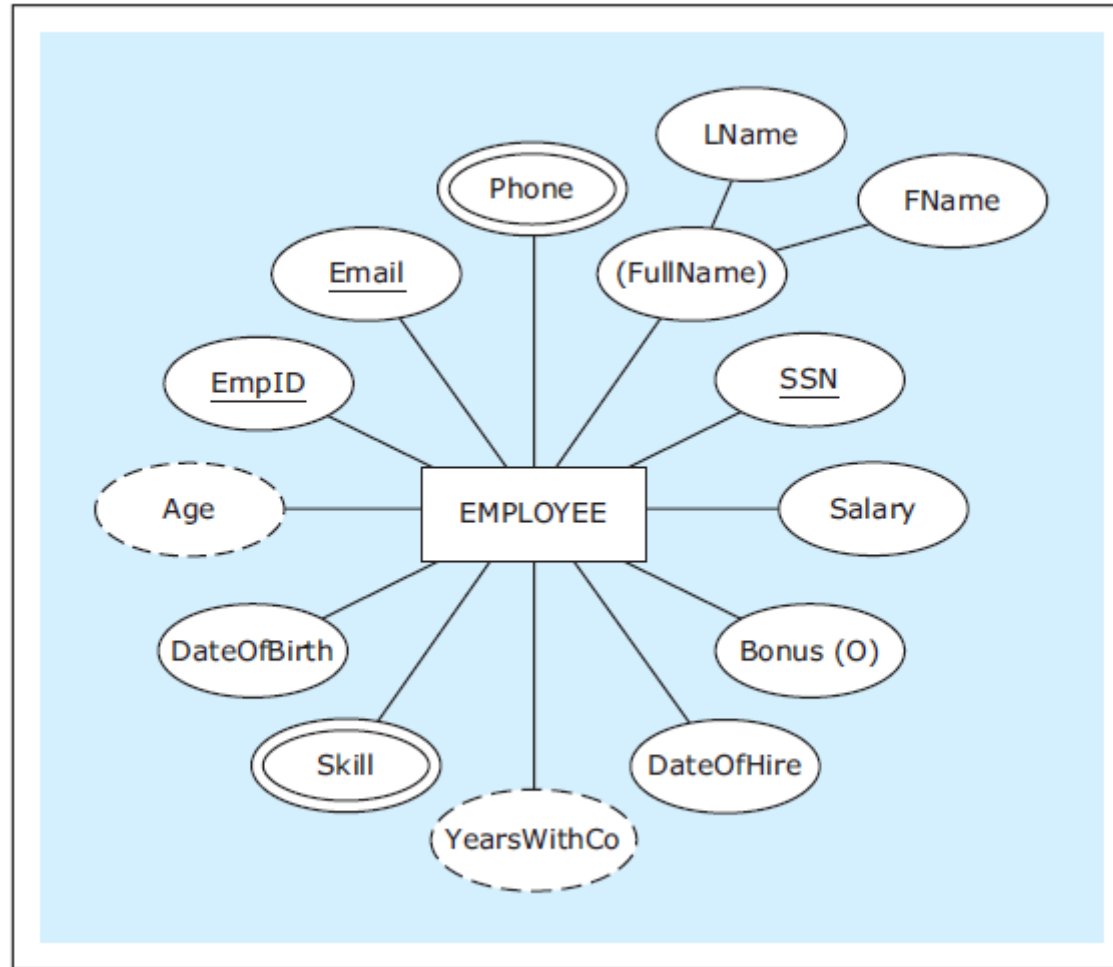 LName
Phone
FName
(FullName)
Email
SSN
EmpID
Age
EMPLOYEE
Salary
DateOfBirth
Bonus (O)
Skill
DateOfHire
YearsWithCo